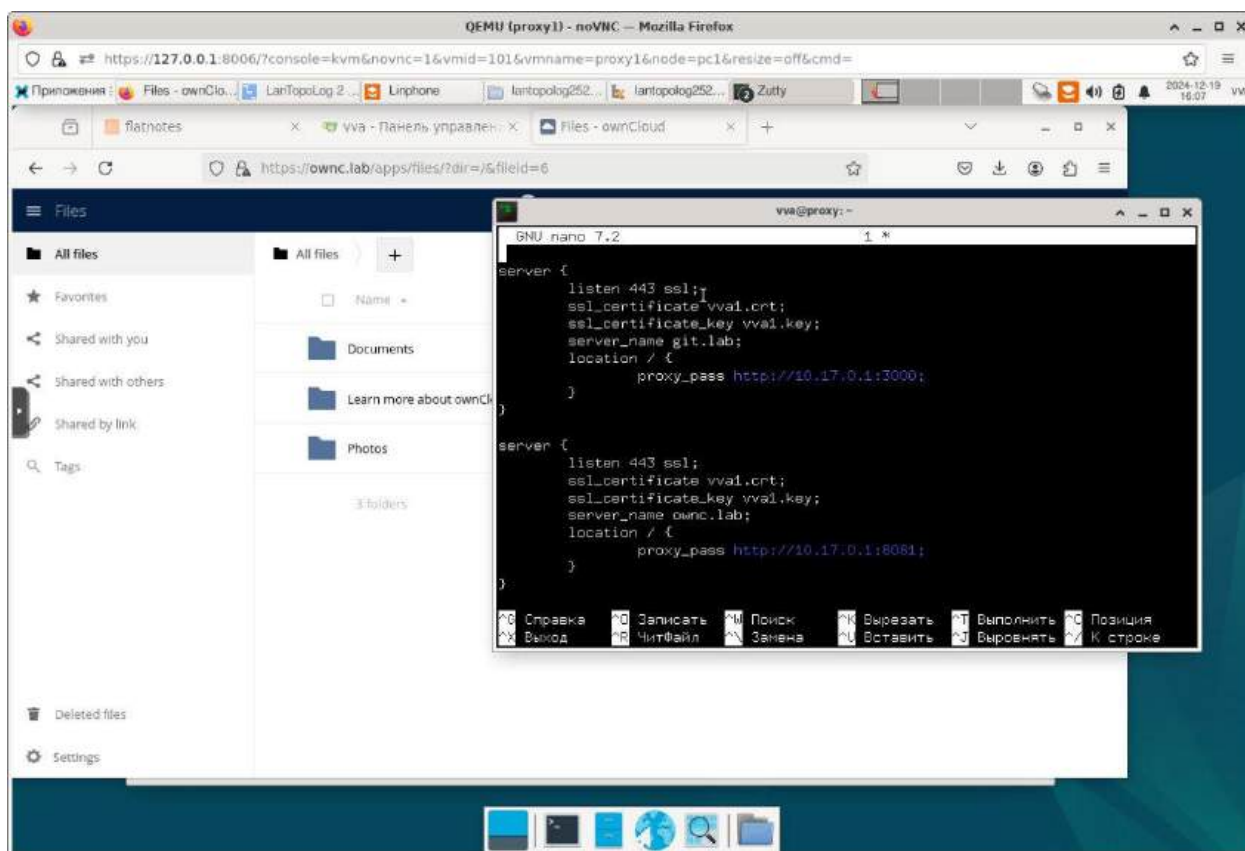 QEMU (proxy1) - noVNC — Mozilla Firefox
https://127.0.0.1:8006/?console=kvm&novnc=1&vmid=101&vmname=proxy1&node=pc1&resize=off&cmd=
Приложения Files - ownClo... LanTopoLog 2 ... Linphone lantopolog252... lantopolog252... Zutty 2024-12-19 16:07 vv
flatnotes vva - Панель управлен Files - ownCloud
https://ownc.lab/apps/files/?dir=/&fileid=6
Files
All files
Favorites
Shared with you
Shared with others
Shared by link
Tags
Deleted files
Settings
All files +
Name
Documents
Learn more about ownCl
Photos
3 folders
vva@proxy: ~
GNU nano 7.2 1 *
server {
listen 443 ssl;
ssl_certificate vva1.crt;
ssl_certificate_key vva1.key;
server_name git.lab;
location / {
proxy_pass http://10.17.0.1:3000;
}
}
server {
listen 443 ssl;
ssl_certificate vva1.crt;
ssl_certificate_key vva1.key;
server_name ownc.lab;
location / {
proxy_pass http://10.17.0.1:8081;
}
}
^G Справка ^O Записать ^W Поиск ^K Вырезать ^T Выполнить ^C Позиция
^X Выход ^R ЧитФайл ^\ Замена ^U Вставить ^J Выровнять ^/ К строке